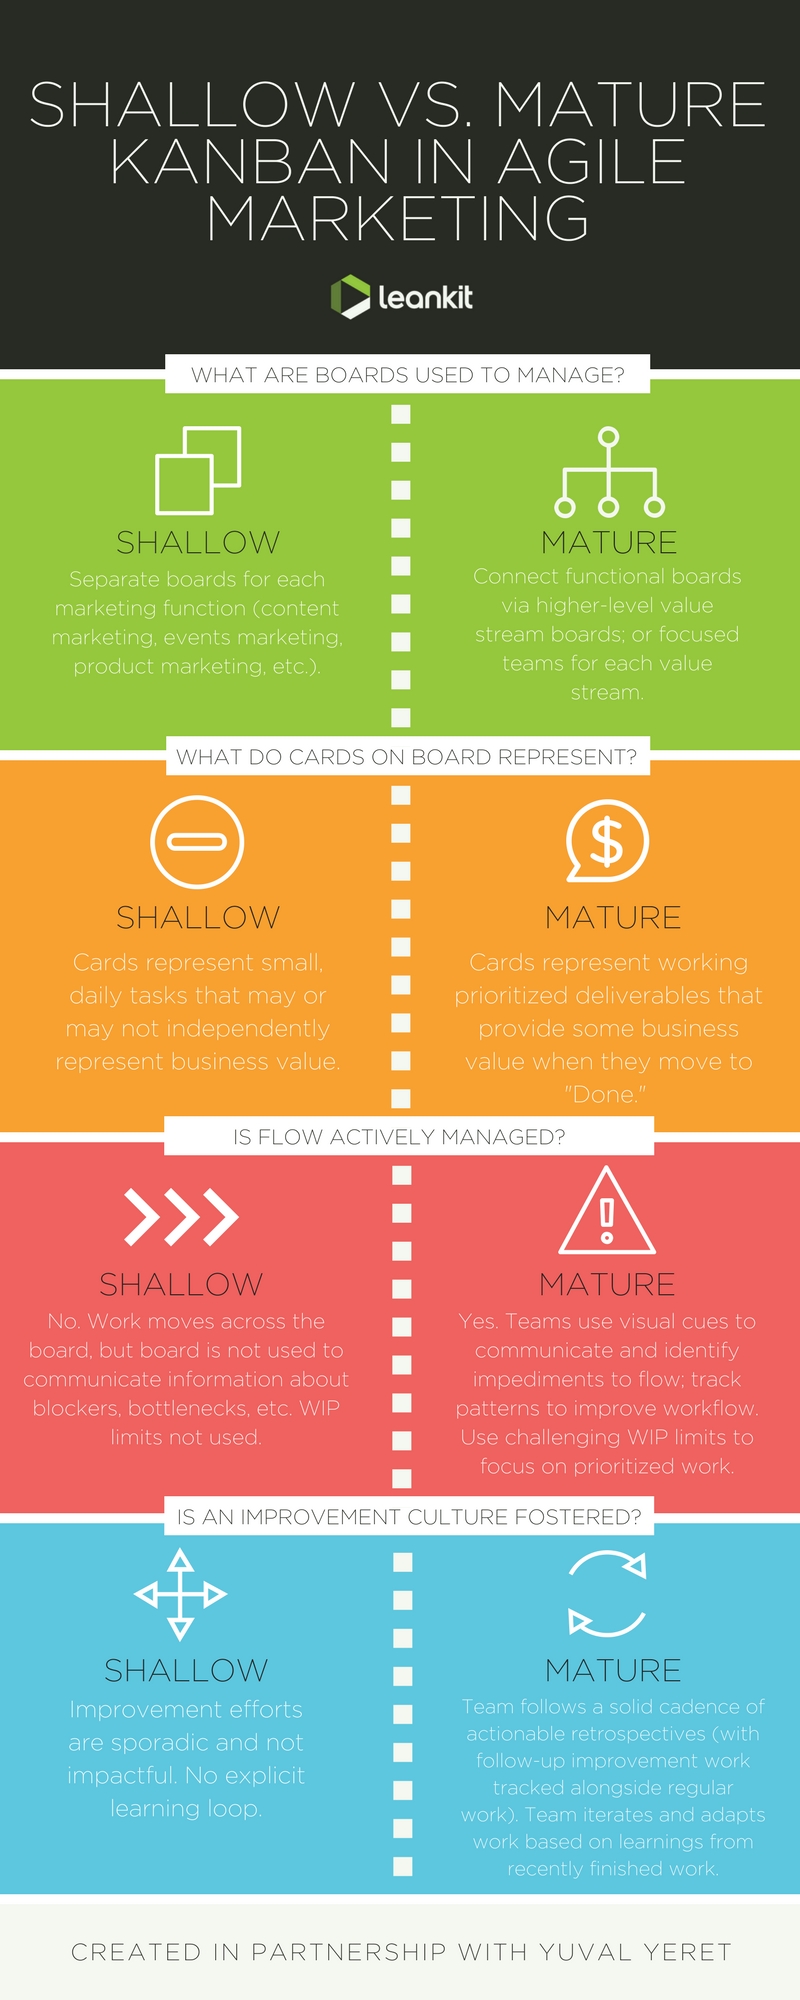 SHALLOW VS. MATURE
KANBAN IN AGILE
MARKETING
leankit
WHAT ARE BOARDS USED TO MANAGE?
SHALLOW
Separate boards for each
marketing function (content
marketing, events marketing,
product marketing, etc.).
MATURE
Connect functional boards
via higher-level value
stream boards; or focused
teams for each value
stream.
WHAT DO CARDS ON BOARD REPRESENT?
SHALLOW
Cards represent small,
daily tasks that may or
may not independently
represent business value.
MATURE
Cards represent working
prioritized deliverables that
provide some business
value when they move to
"Done."
IS FLOW ACTIVELY MANAGED?
SHALLOW
No. Work moves across the
board, but board is not used to
communicate information about
blockers, bottlenecks, etc. WIP
limits not used.
MATURE
Yes. Teams use visual cues to
communicate and identify
impediments to flow; track
patterns to improve workflow.
Use challenging WIP limits to
focus on prioritized work.
IS AN IMPROVEMENT CULTURE FOSTERED?
SHALLOW
Improvement efforts
are sporadic and not
impactful. No explicit
learning loop.
MATURE
Team follows a solid cadence of
actionable retrospectives (with
follow-up improvement work
tracked alongside regular
work). Team iterates and adapts
work based on learnings from
recently finished work.
CREATED IN PARTNERSHIP WITH YUVAL YERET